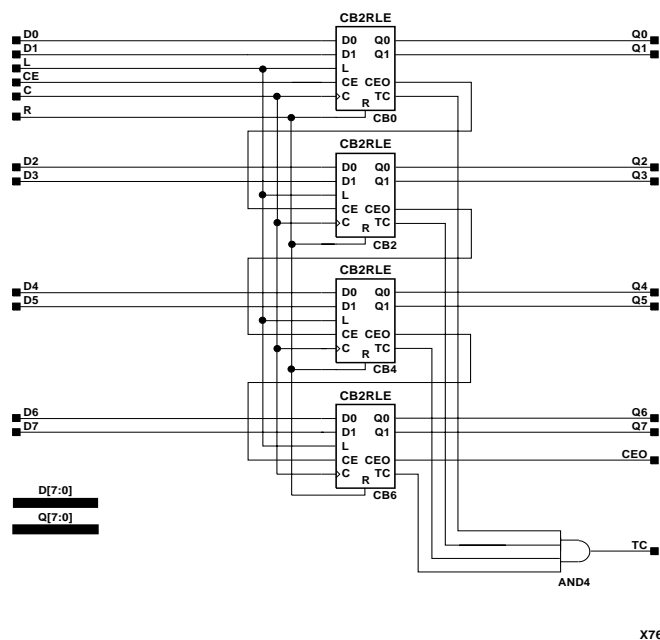 CB2RLE
D0 D0 Q0 Q0
D1 D1 Q1 Q1
L L
CE CE CEO
C C TC
R R
CB0
CB2RLE
D2 D0 Q0 Q2
D3 D1 Q1 Q3
L
CE CEO
C TC
R
CB2
CB2RLE
D4 D0 Q0 Q4
D5 D1 Q1 Q5
L
CE CEO
C TC
R
CB4
CB2RLE
D6 D0 Q0 Q6
D7 D1 Q1 Q7
L
CE CEO CEO
C TC
R
CB6
D[7:0]
Q[7:0]
TC
AND4
X76